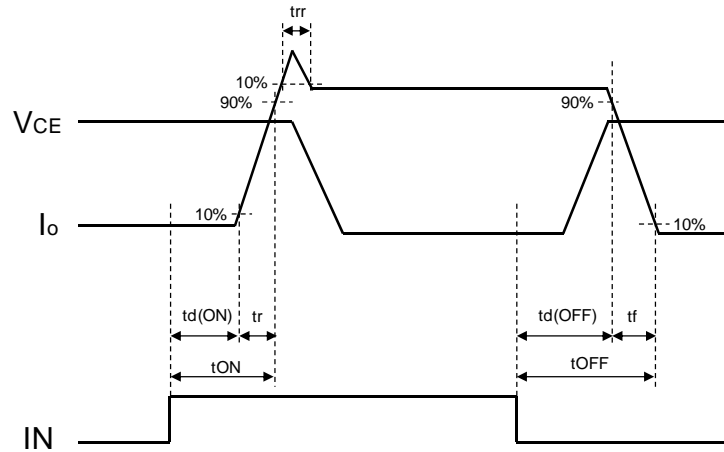 trr
10%
90%
90%
VCE
10%
Io
10%
td(ON)
tr
td(OFF)
tf
tON
tOFF
IN